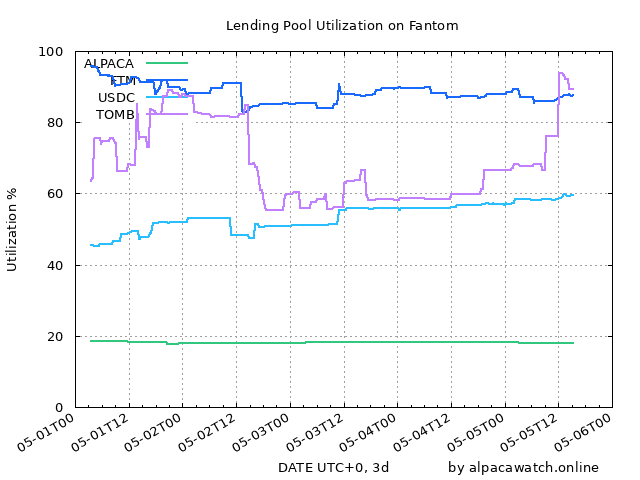 Lending Pool Utilization on Fantom
100
80
60
40
20
0
Utilization %
ALPACA
FTM
USDC
TOMB
05-01T00
05-01T12
05-02T00
05-02T12
05-03T00
05-03T12
05-04T00
05-04T12
05-05T00
05-05T12
05-06T00
DATE UTC+0, 3d
by alpacawatch.online